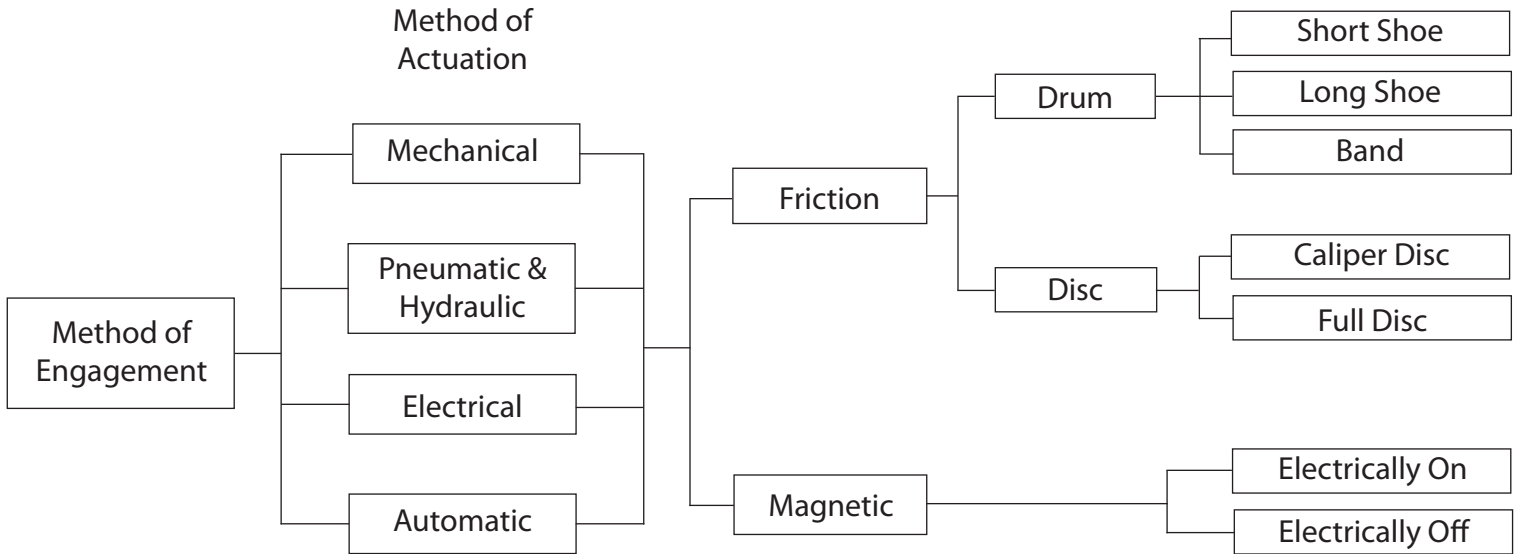 Method of
Actuation
Method of
Engagement
Mechanical
Pneumatic &
Hydraulic
Electrical
Automatic
Friction
Magnetic
Drum
Disc
Short Shoe
Long Shoe
Band
Caliper Disc
Full Disc
Electrically On
Electrically Off